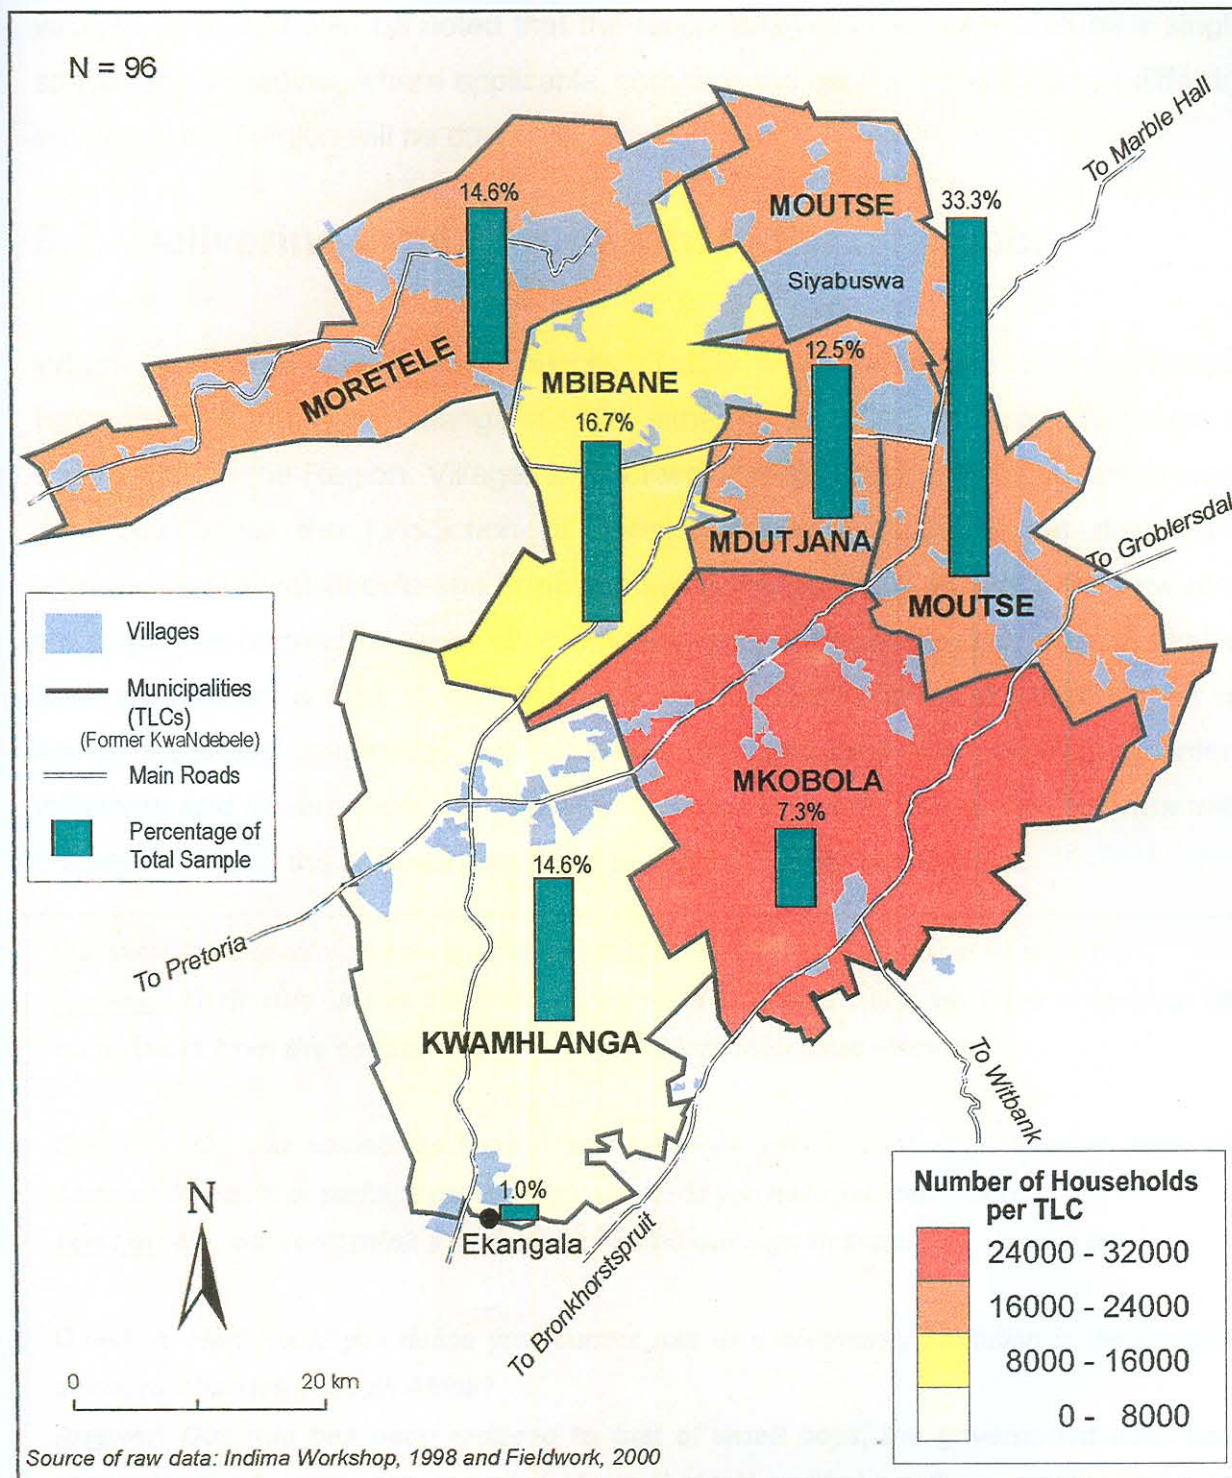 N = 96
14.6%
MOUTSE
33.3%
To Marble Hall
Siyabuswa
MORETELE
MBIBANE
12.5%
16.7%
MDUTJANA
To Groblersdal
MOUTSE
Villages
Municipalities
(TLCs)
(Former KwaNdebele)
Main Roads
Percentage of
Total Sample
MKOBOLA
7.3%
14.6%
To Pretoria
KWAMHLANGA
To Witbank
1.0%
Ekangala
To Bronkhorstspruit
N
0 20 km
Number of Households
per TLC
24000 - 32000
16000 - 24000
8000 - 16000
0 - 8000
Source of raw data: Indima Workshop, 1998 and Fieldwork, 2000